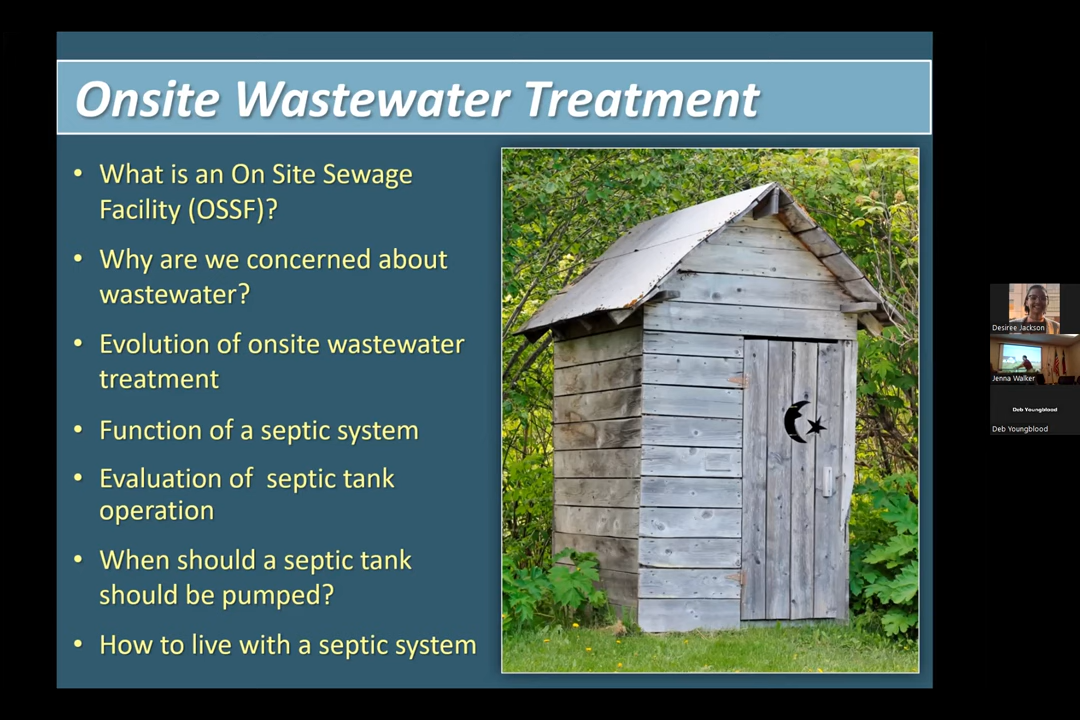 Onsite Wastewater Treatment
• What is an On Site Sewage
Facility (OSSF)?
• Why are we concerned about
wastewater?
• Evolution of onsite wastewater
treatment
• Function of a septic system
• Evaluation of  septic tank
operation
• When should a septic tank
should be pumped?
• How to live with a septic system
Desiree Jackson
Jenna Walker
Deb Youngblood
Deb Youngblood